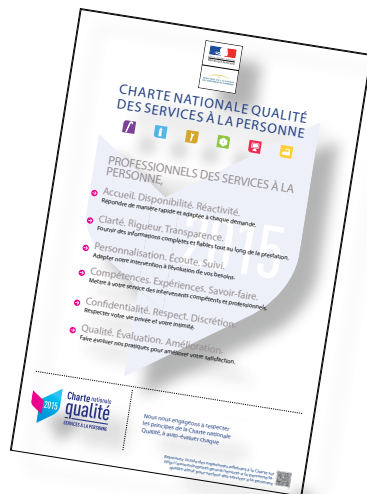 CHARTE NATIONALE QUALITÉ
DES SERVICES À LA PERSONNE
PROFESSIONNELS DES SERVICES À LA
PERSONNE,
Accueil. Disponibilité. Réactivité.
Répondre de manière rapide et adaptée à chaque demande.
Clarté. Rigueur. Transparence.
Fournir des informations complètes et fiables tout au long de la prestation.
Personnalisation. Écoute. Suivi.
Adapter notre intervention à l'évolution de vos besoins.
Compétences. Expériences. Savoir-faire.
Mettre à votre service des intervenants compétents et professionnels.
Confidentialité. Respect. Discrétion.
Respecter votre vie privée et votre intimité.
Qualité. Évaluation. Amélioration.
Faire évoluer nos pratiques pour améliorer votre satisfaction.
2015
2015
Charte nationale
qualité
SERVICES À LA PERSONNE
Nous nous engageons à respecter
les principes de la Charte nationale
Qualité, à auto-évaluer chaque